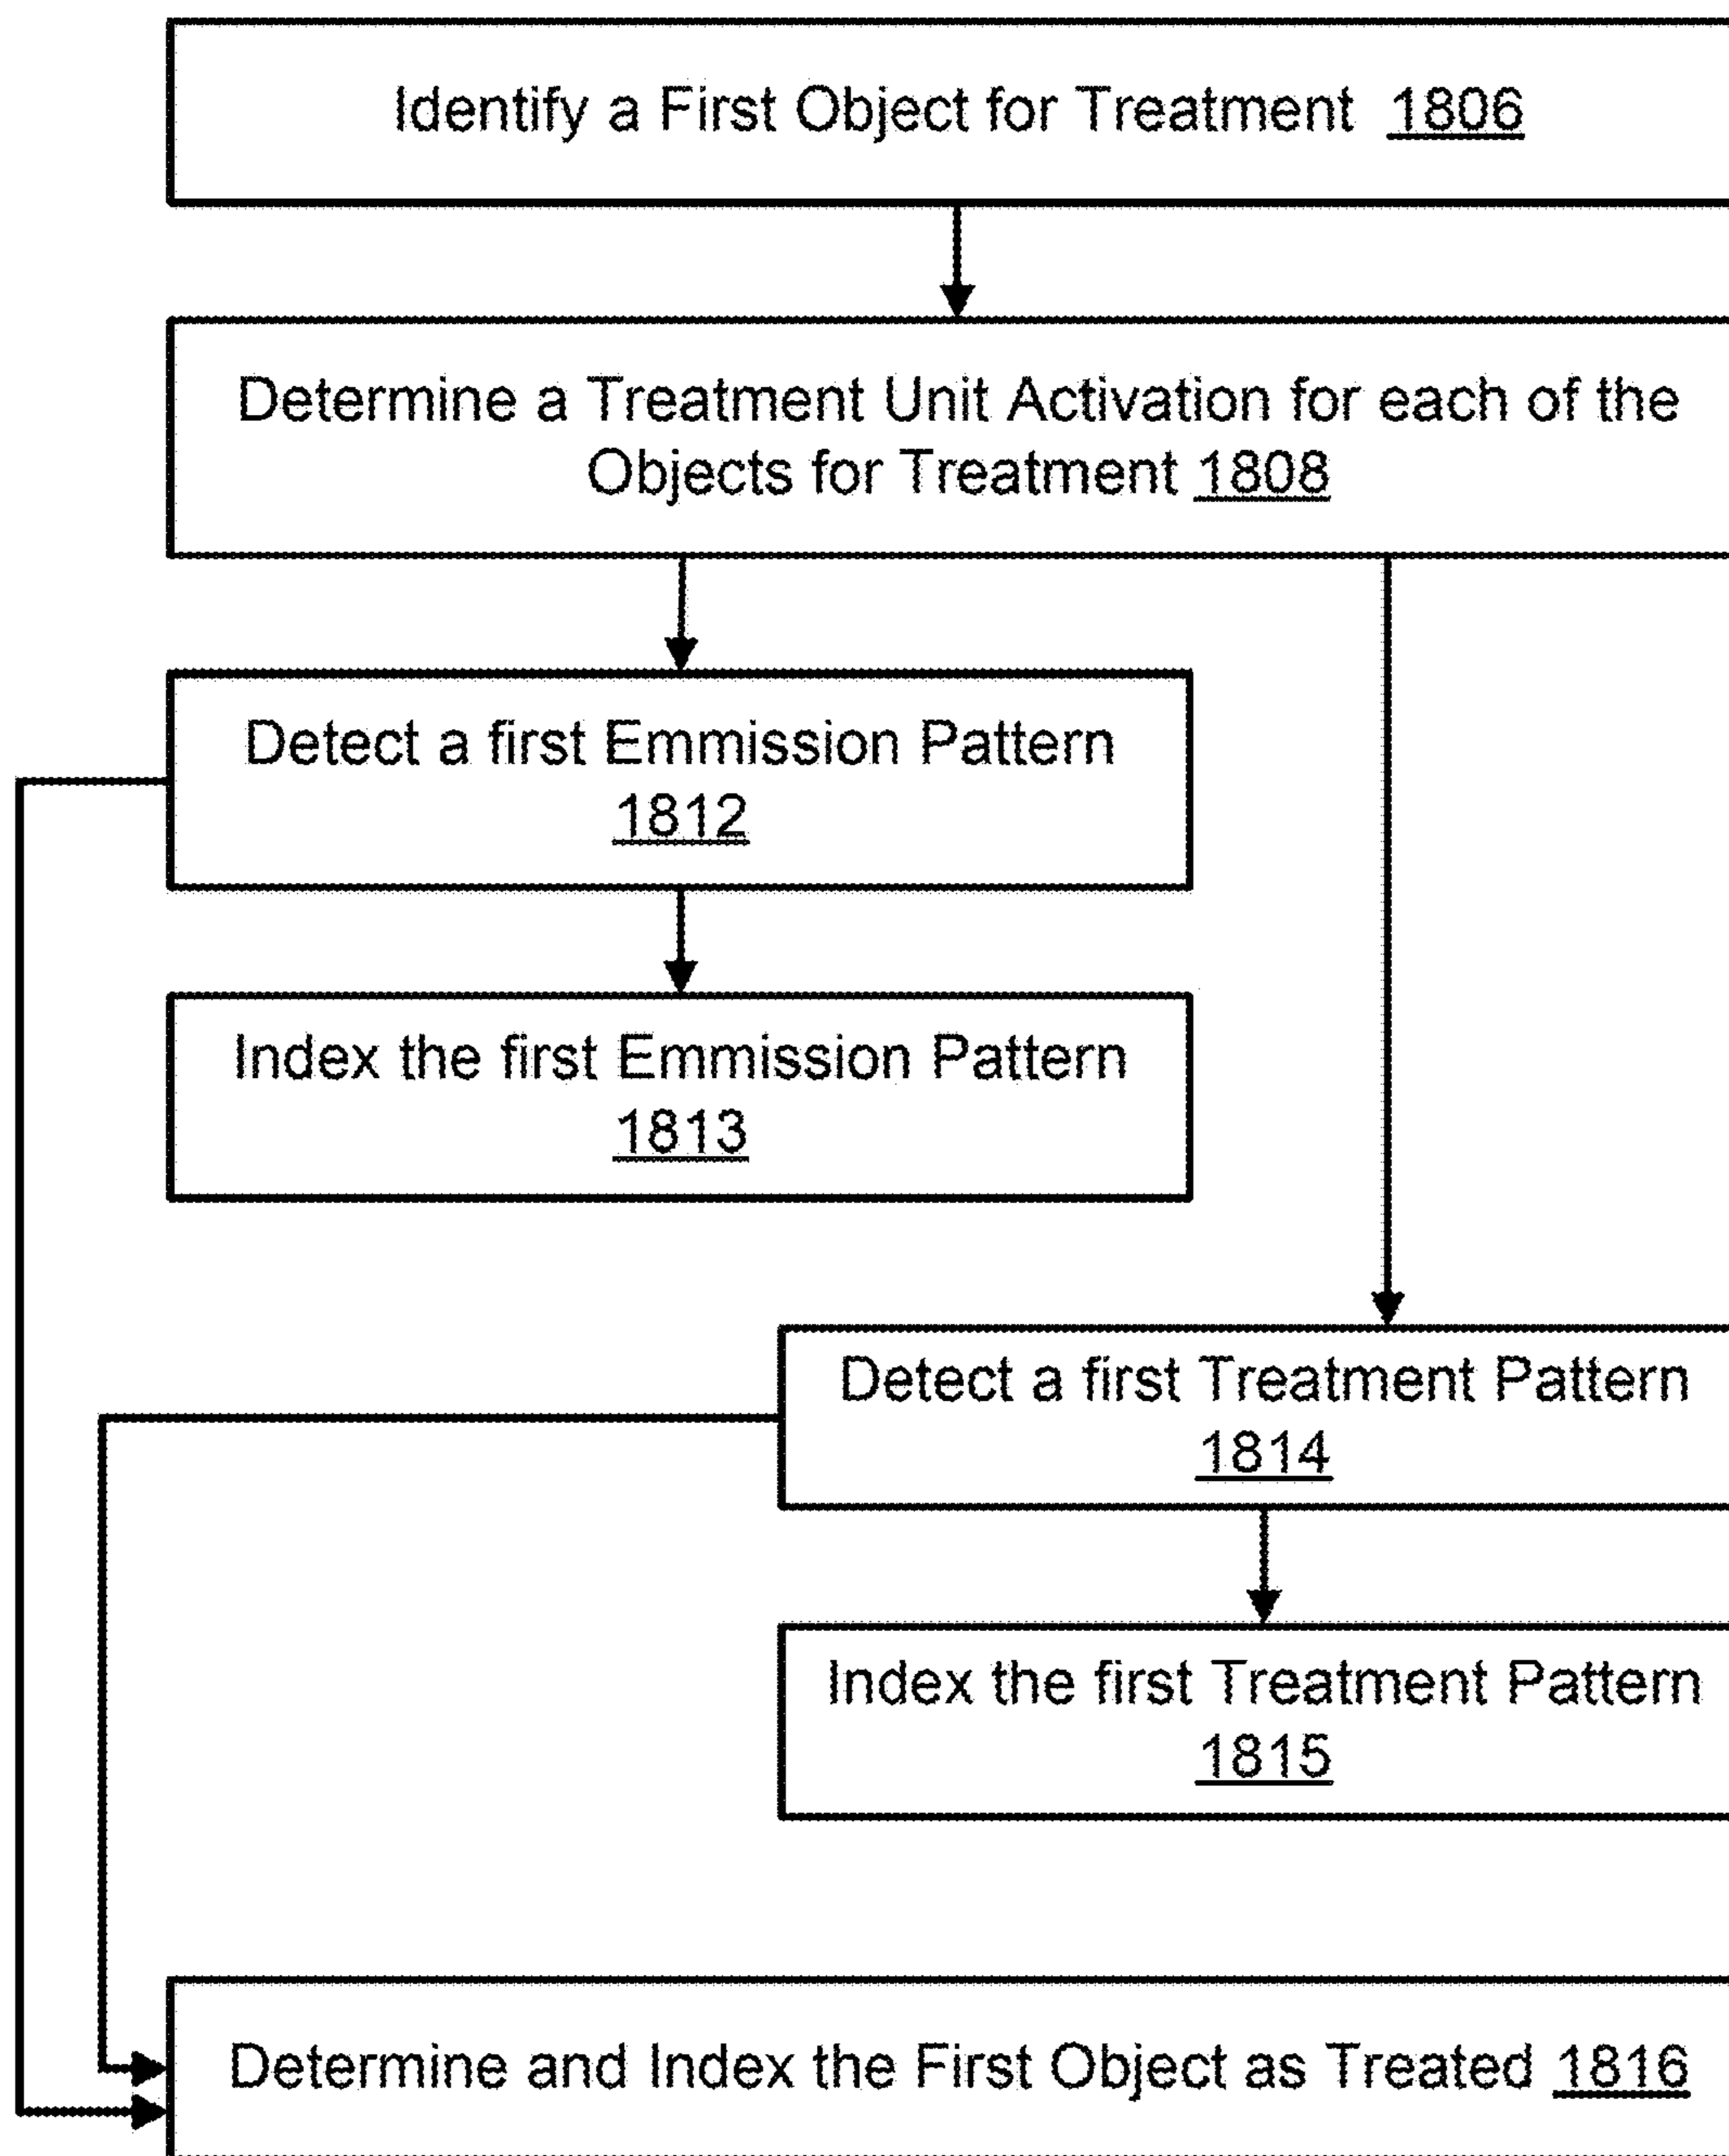 Identify a First Object for Treatment 1806
Determine a Treatment Unit Activation for each of the
Objects for Treatment 1808
Detect a first Emmission Pattern
1812
Index the first Emmission Pattern
1813
Detect a first Treatment Pattern
1814
Index the first Treatment Pattern
1815
Determine and Index the First Object as Treated 1816